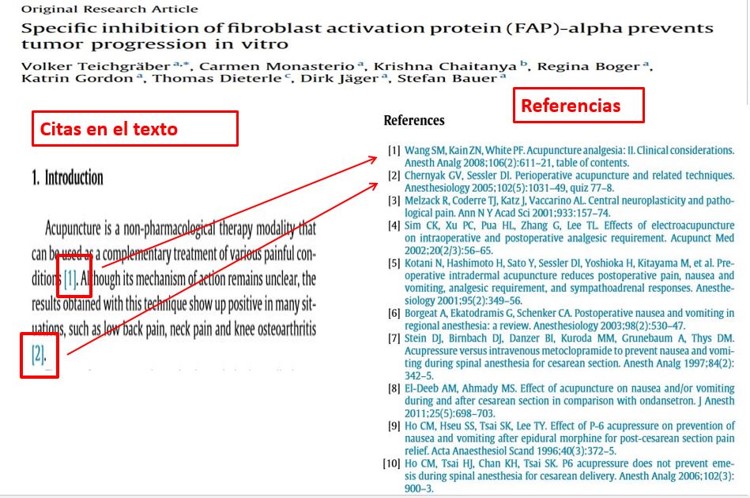 Original Research Article
Specific inhibition of fibroblast activation protein (FAP)-alpha prevents
tumor progression in vitro
Volker Teichgräber a,*, Carmen Monasterio a, Krishna Chaitanya b, Regina Boger a,
Katrin Gordon a, Thomas Dieterle c, Dirk Jäger a, Stefan Bauer a
Citas en el texto
1. Introduction
Acupuncture is a non-pharmacological therapy modality that
can be used as a complementary treatment of various painful con-
ditions [1]. Although its mechanism of action remains unclear, the
results obtained with this technique show up positive in many sit-
uations, such as low back pain, neck pain and knee osteoarthritis
[2].
Referencias
References
[1] Wang SM, Kain ZN, White PF. Acupuncture analgesia: II. Clinical considerations.
Anesth Analg 2008;106(2):611–21, table of contents.
[2] Chernyak GV, Sessler DI. Perioperative acupuncture and related techniques.
Anesthesiology 2005;102(5):1031–49, quiz 77–8.
[3] Melzack R, Coderre TJ, Katz J, Vaccarino AL. Central neuroplasticity and patho-
logical pain. Ann N Y Acad Sci 2001;933:157–74.
[4] Sim CK, Xu PC, Pua HL, Zhang G, Lee TL. Effects of electroacupuncture
on intraoperative and postoperative analgesic requirement. Acupunct Med
2002;20(2/3):56–65.
[5] Kotani N, Hashimoto H, Sato Y, Sessler DI, Yoshioka H, Kitayama M, et al. Pre-
operative intradermal acupuncture reduces postoperative pain, nausea and
vomiting, analgesic requirement, and sympathoadrenal responses. Anesthe-
siology 2001;95(2):349–56.
[6] Borgeat A, Ekatodramis G, Schenker CA. Postoperative nausea and vomiting in
regional anesthesia: a review. Anesthesiology 2003;98(2):530–47.
[7] Stein DJ, Birnbach DJ, Danzer BI, Kuroda MM, Grunebaum A, Thys DM.
Acupressure versus intravenous metoclopramide to prevent nausea and vomi-
ting during spinal anesthesia for cesarean section. Anesth Analg 1997;84(2):
342–5.
[8] El-Deeb AM, Ahmady MS. Effect of acupuncture on nausea and/or vomiting
during and after cesarean section in comparison with ondansetron. J Anesth
2011;25(5):698–703.
[9] Ho CM, Hseu SS, Tsai SK, Lee TY. Effect of P-6 acupressure on prevention of
nausea and vomiting after epidural morphine for post-cesarean section pain
relief. Acta Anaesthesiol Scand 1996;40(3):372–5.
[10] Ho CM, Tsai HJ, Chan KH, Tsai SK. P6 acupressure does not prevent eme-
sis during spinal anesthesia for cesarean delivery. Anesth Analg 2006;102(3):
900–3.